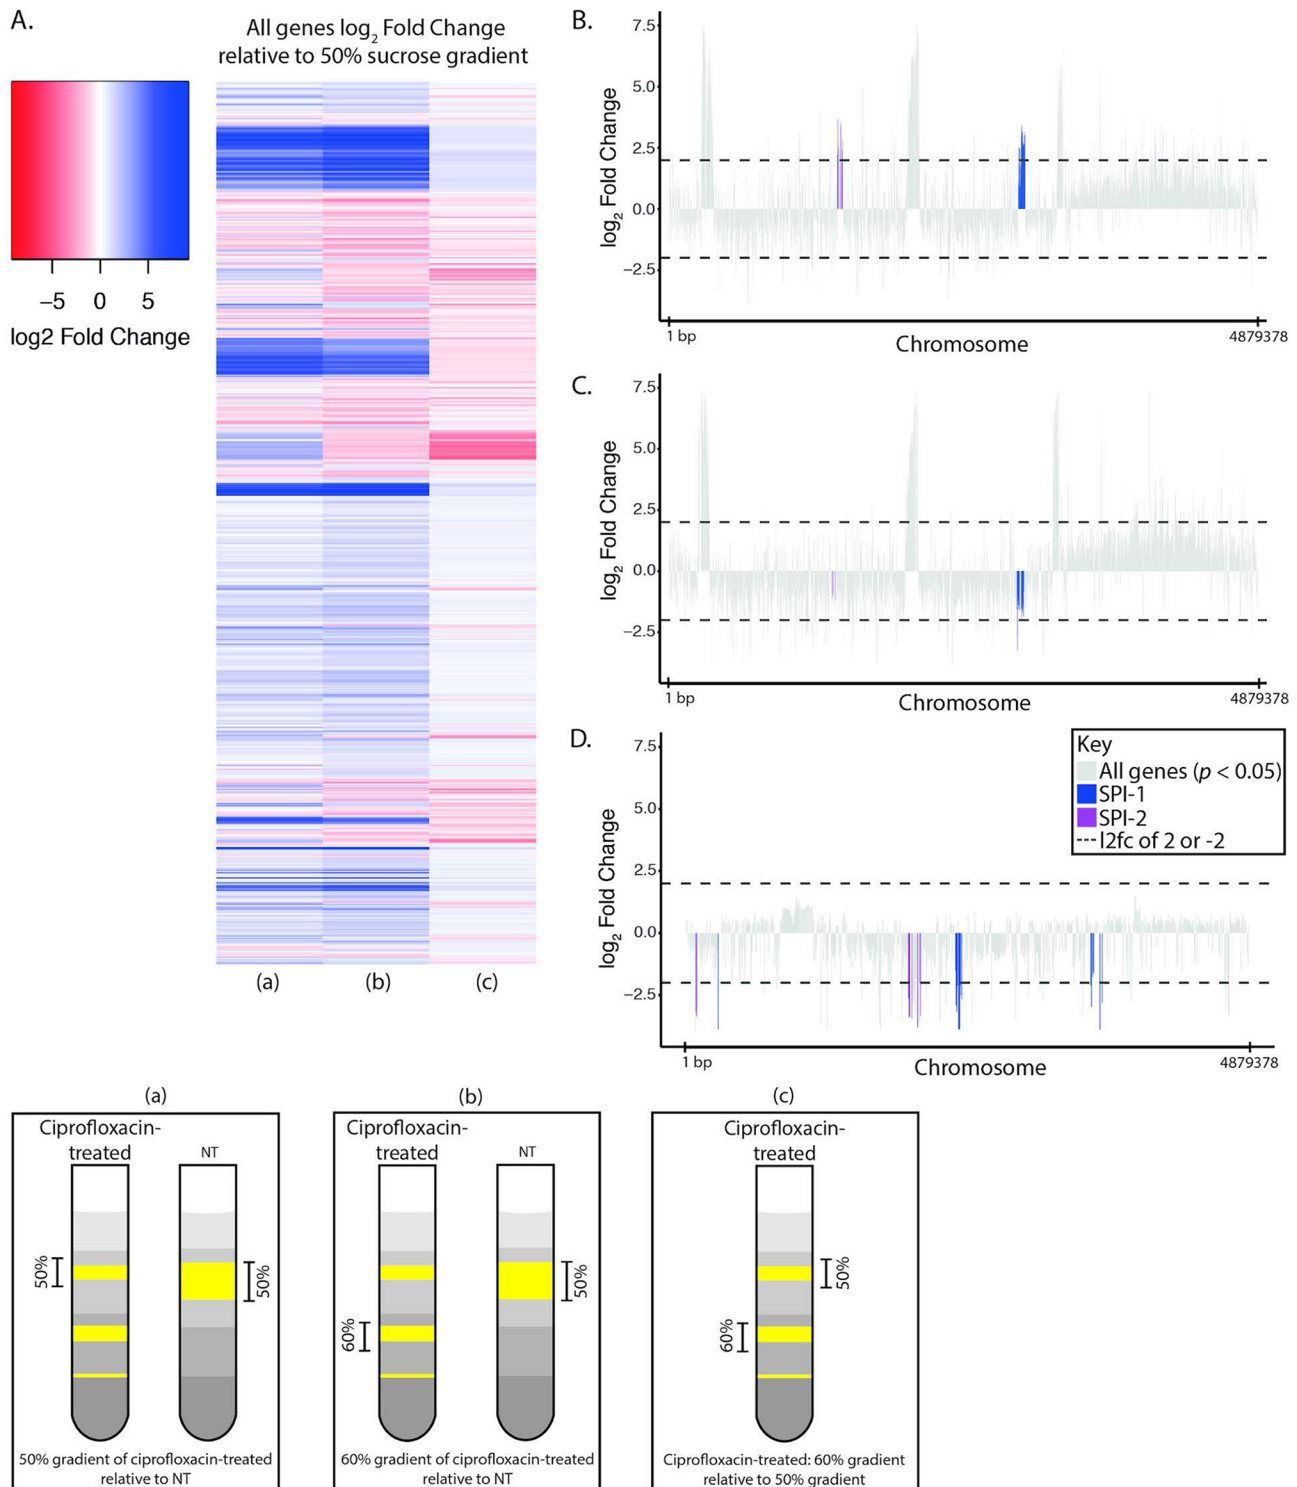 A.
All genes log2 Fold Change
relative to 50% sucrose gradient
−5 0 5
log2 Fold Change
(a) (b) (c)
B.
7.5
5.0
2.5
0.0
−2.5
log2 Fold Change
1 bp
Chromosome
4879378
C.
7.5
5.0
2.5
0.0
−2.5
log2 Fold Change
1 bp
Chromosome
4879378
D.
7.5
5.0
2.5
0.0
−2.5
log2 Fold Change
1 bp
Chromosome
4879378
Key
All genes (p < 0.05)
SPI-1
SPI-2
l2fc of 2 or -2
(a)
Ciprofloxacin-
treated
NT
50%
50%
50% gradient of ciprofloxacin-treated
relative to NT
(b)
Ciprofloxacin-
treated
NT
60%
50%
60% gradient of ciprofloxacin-treated
relative to NT
(c)
Ciprofloxacin-
treated
50%
60%
Ciprofloxacin-treated: 60% gradient
relative to 50% gradient